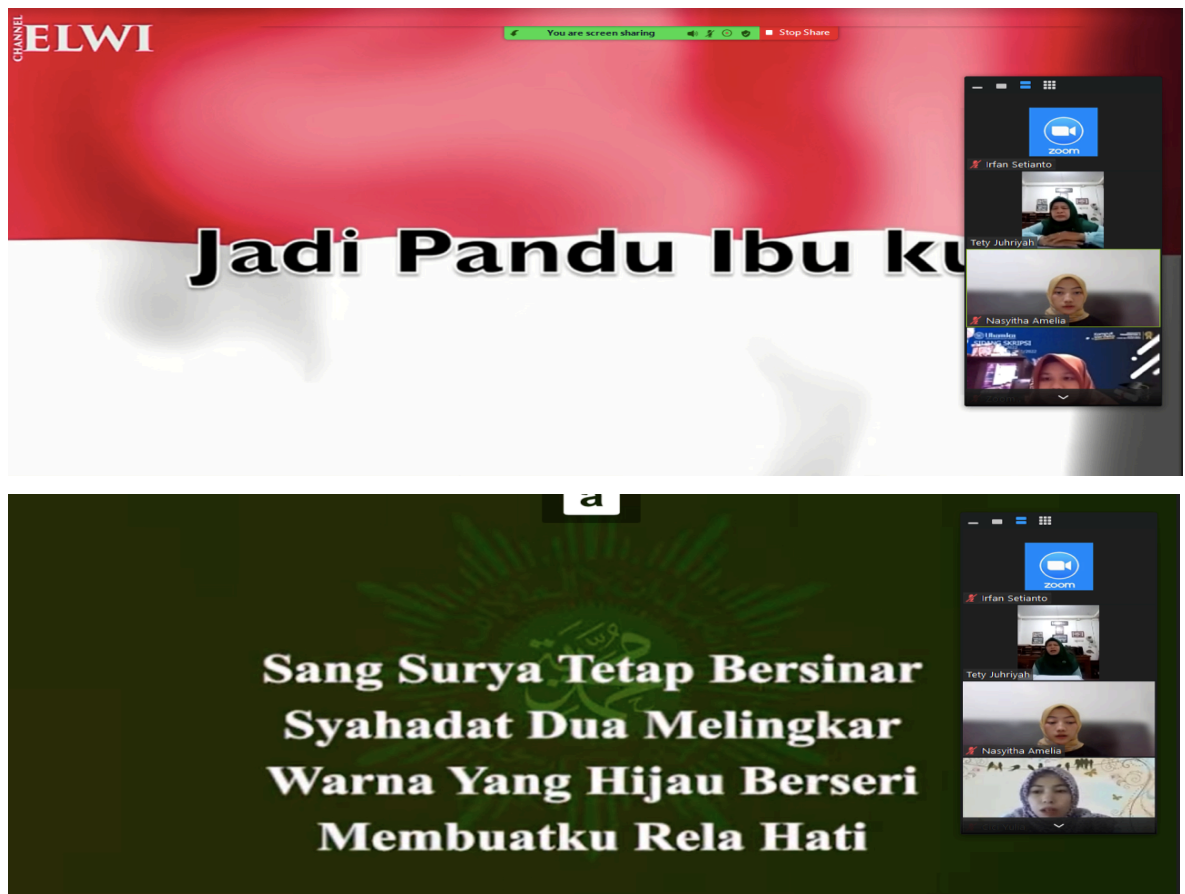 CHANNEL
ELWI
You are screen sharing
Stop Share
zoom
Irfan Setianto
Tety Juhriyah
Jadi Pandu Ibu ku
Nasyitha Amelia
Uhamka
SIDANG SKRIPSI
a
zoom
Irfan Setianto
Tety Juhriyah
Nasyitha Amelia
Sang Surya Tetap Bersinar
Syahadat Dua Melingkar
Warna Yang Hijau Berseri
Membuatku Rela Hati